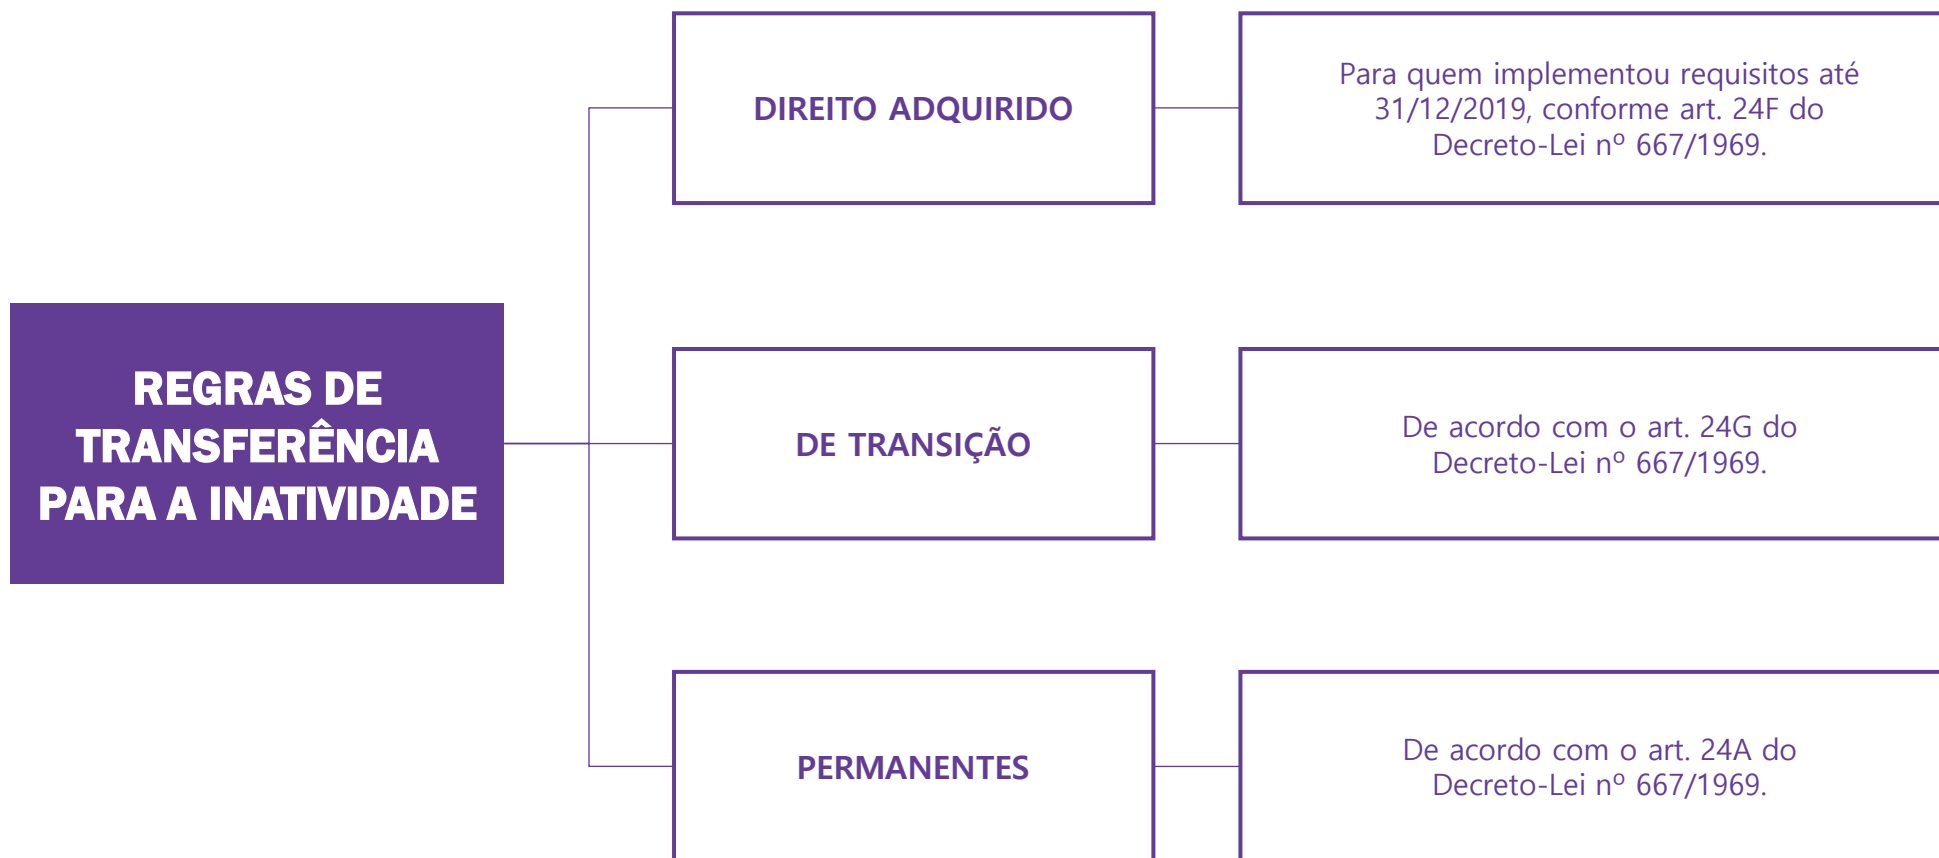 REGRAS DE
TRANSFERÊNCIA
PARA A INATIVIDADE
DIREITO ADQUIRIDO
Para quem implementou requisitos até
31/12/2019, conforme art. 24F do
Decreto-Lei nº 667/1969.
DE TRANSIÇÃO
De acordo com o art. 24G do
Decreto-Lei nº 667/1969.
PERMANENTES
De acordo com o art. 24A do
Decreto-Lei nº 667/1969.